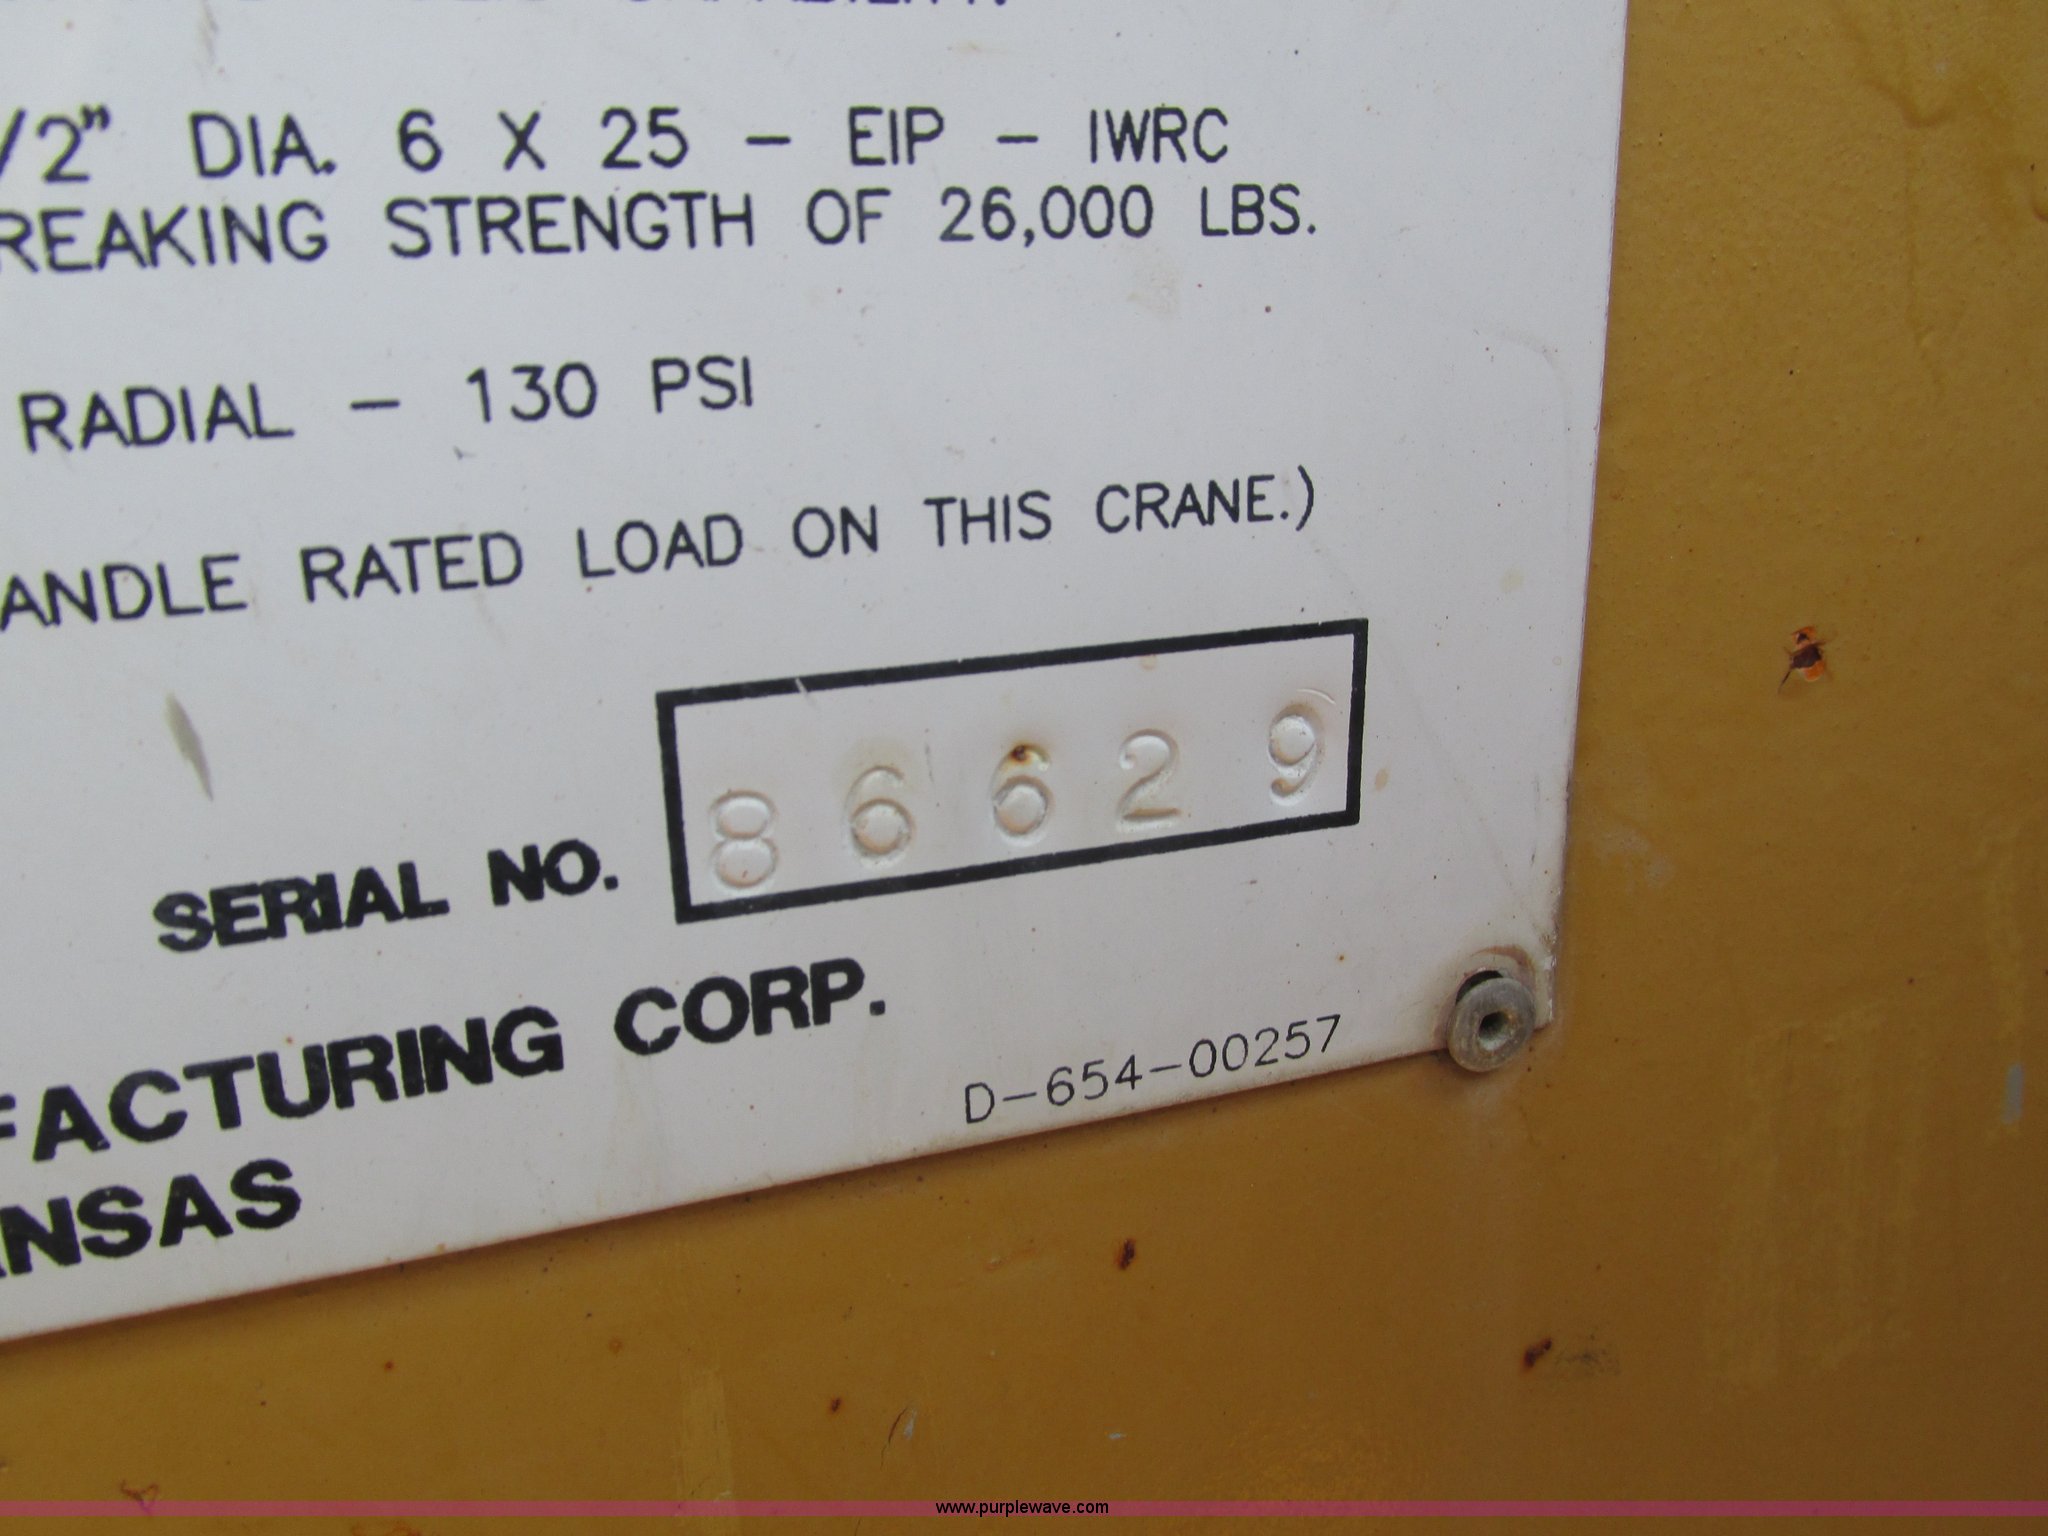 /2" DIA. 6 X 25 - EIP - IWRC
REAKING STRENGTH OF 26,000 LBS.
RADIAL - 130 PSI
ANDLE RATED LOAD ON THIS CRANE.)
SERIAL NO. 86629
FACTURING CORP.
D-654-00257
ANSAS
www.purplewave.com